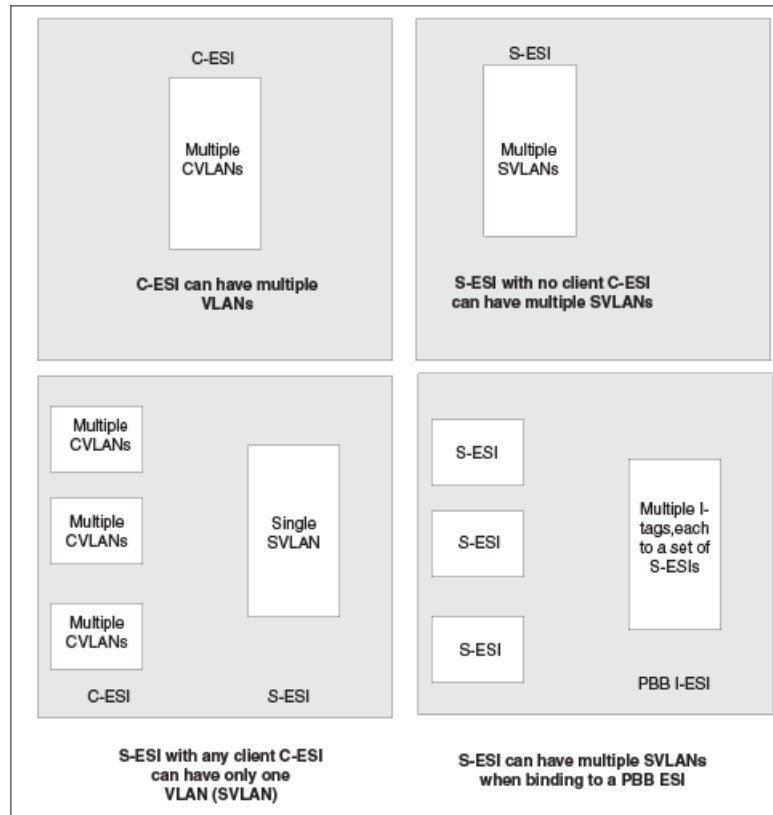 C-ESI
Multiple
CVLANs
C-ESI can have multiple
VLANs
S-ESI
Multiple
SVLANs
S-ESI with no client C-ESI
can have multiple SVLANs
Multiple
CVLANs
Multiple
CVLANs
Multiple
CVLANs
C-ESI
Single
SVLAN
S-ESI
S-ESI with any client C-ESI
can have only one
VLAN (SVLAN)
S-ESI
S-ESI
S-ESI
Multiple I-
tags,each
to a set of
S-ESIs
PBB I-ESI
S-ESI can have multiple SVLANs
when binding to a PBB ESI